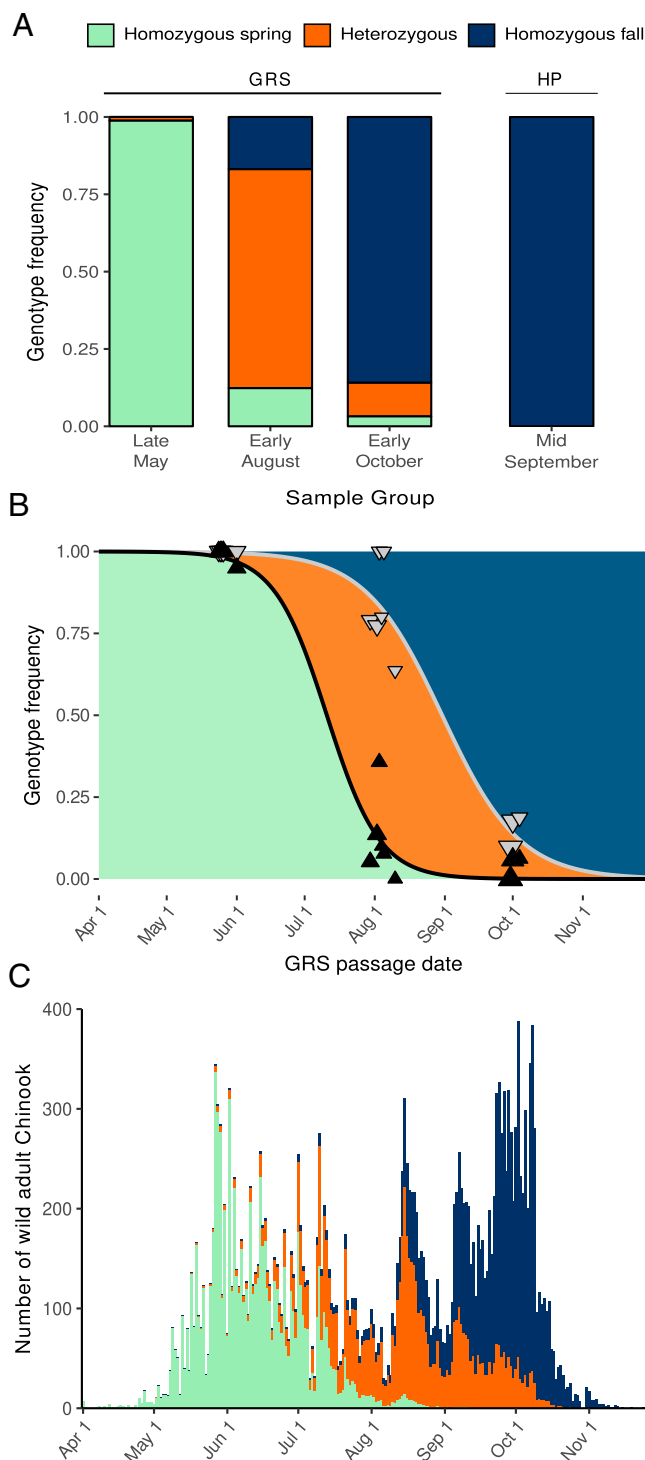 A
Homozygous spring Heterozygous Homozygous fall
GRS HP
1.00
0.75
0.50
0.25
0.00
Genotype frequency
Late May Early August Early October Mid September
Sample Group
B
1.00
0.75
0.50
0.25
0.00
Genotype frequency
Apr 1 May 1 Jun 1 Jul 1 Aug 1 Sep 1 Oct 1 Nov 1
GRS passage date
C
400
300
200
100
0
Number of wild adult Chinook
Apr 1 May 1 Jun 1 Jul 1 Aug 1 Sep 1 Oct 1 Nov 1